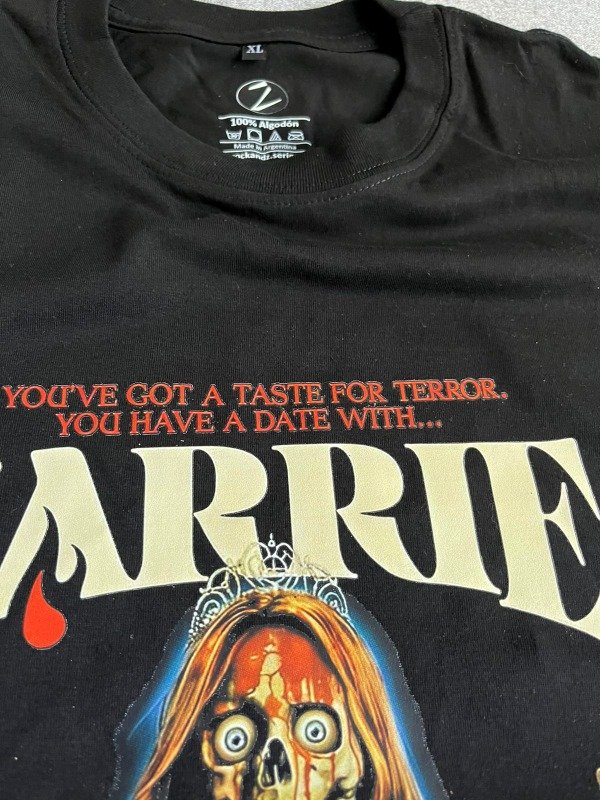 XL
Z
100% Algodón
Made in Argentina
YOU'VE GOT A TASTE FOR TERROR.
YOU HAVE A DATE WITH...
ARRIE